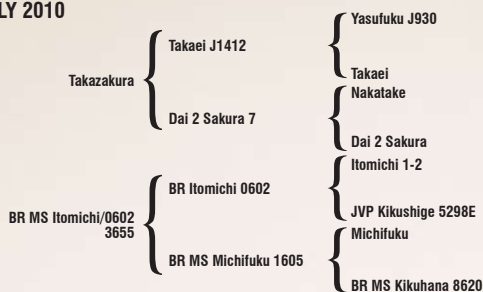 LY 2010
Yasufuku J930
Takaei J1412
Takaei
Takazakura
Nakatake
Dai 2 Sakura 7
Dai 2 Sakura
Itomichi 1-2
BR Itomichi 0602
JVP Kikushige 5298E
BR MS Itomichi/0602
3655
Michifuku
BR MS Michifuku 1605
BR MS Kikuhana 8620